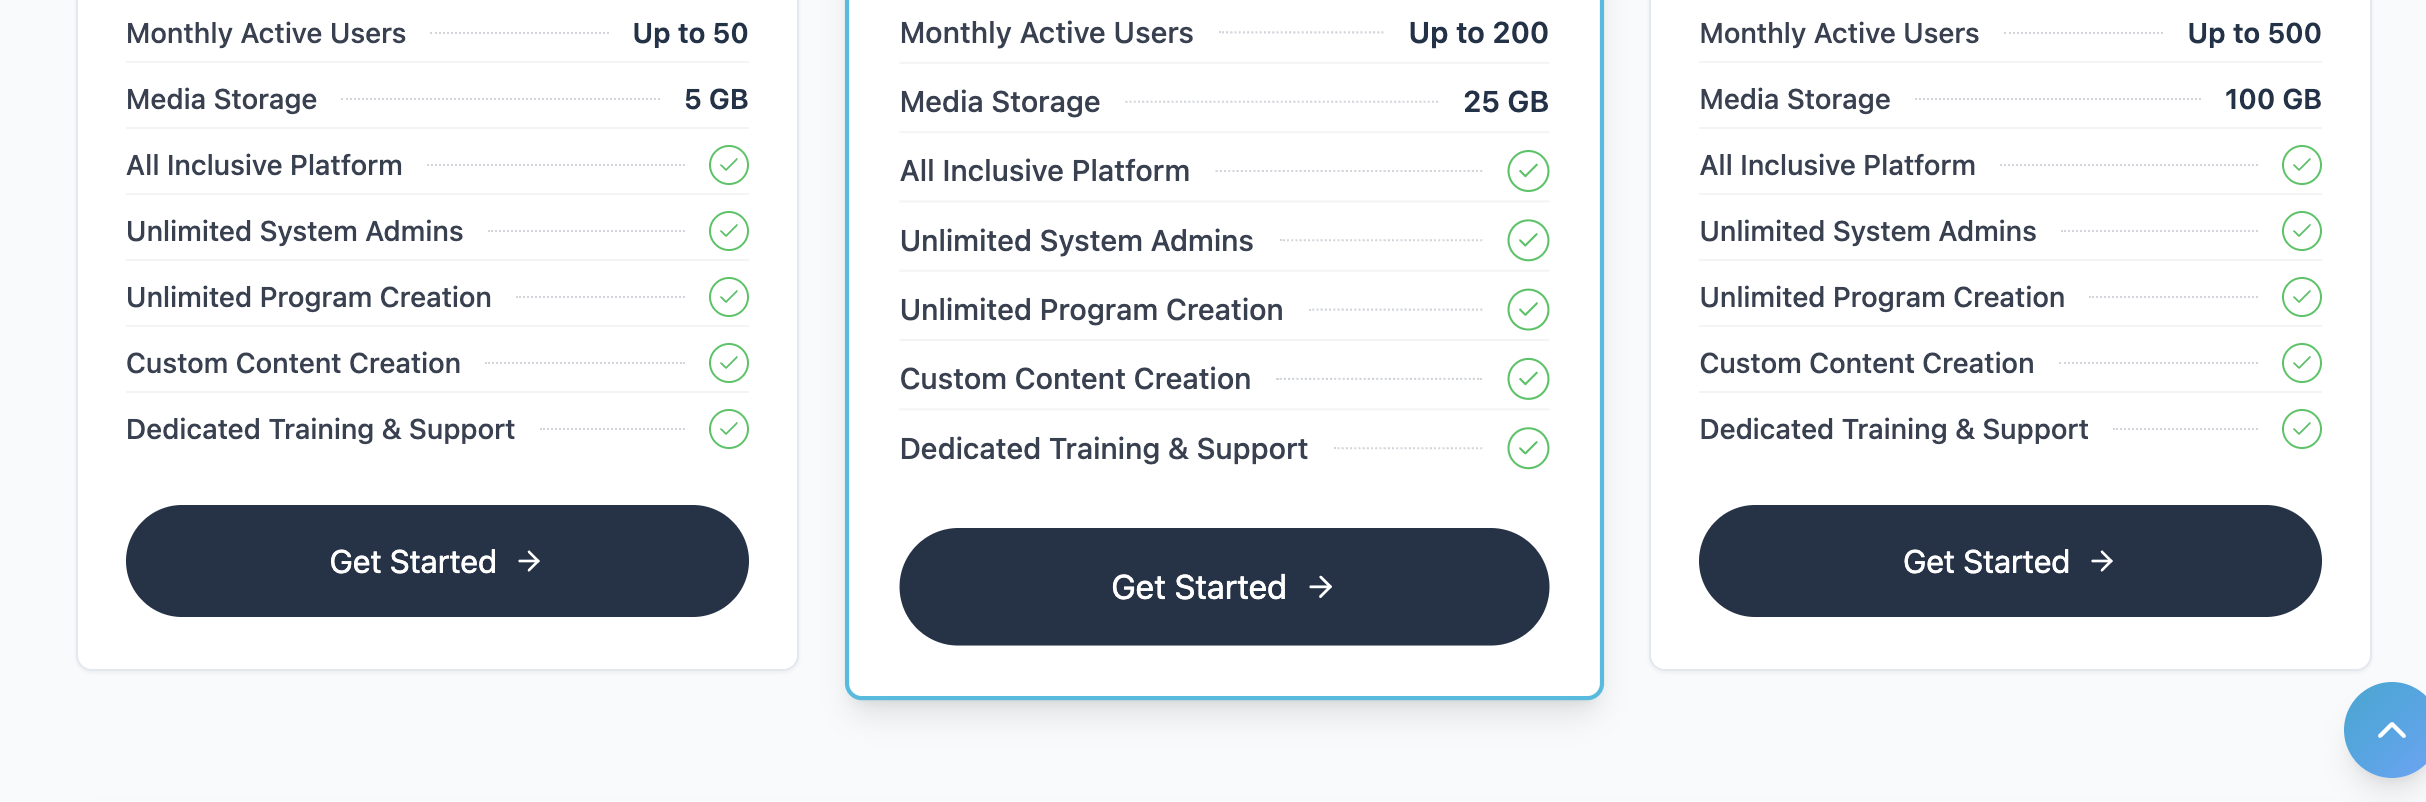 Monthly Active Users Up to 50
Media Storage 5 GB
All Inclusive Platform
Unlimited System Admins
Unlimited Program Creation
Custom Content Creation
Dedicated Training & Support
Get Started →
Monthly Active Users Up to 200
Media Storage 25 GB
All Inclusive Platform
Unlimited System Admins
Unlimited Program Creation
Custom Content Creation
Dedicated Training & Support
Get Started →
Monthly Active Users Up to 500
Media Storage 100 GB
All Inclusive Platform
Unlimited System Admins
Unlimited Program Creation
Custom Content Creation
Dedicated Training & Support
Get Started →